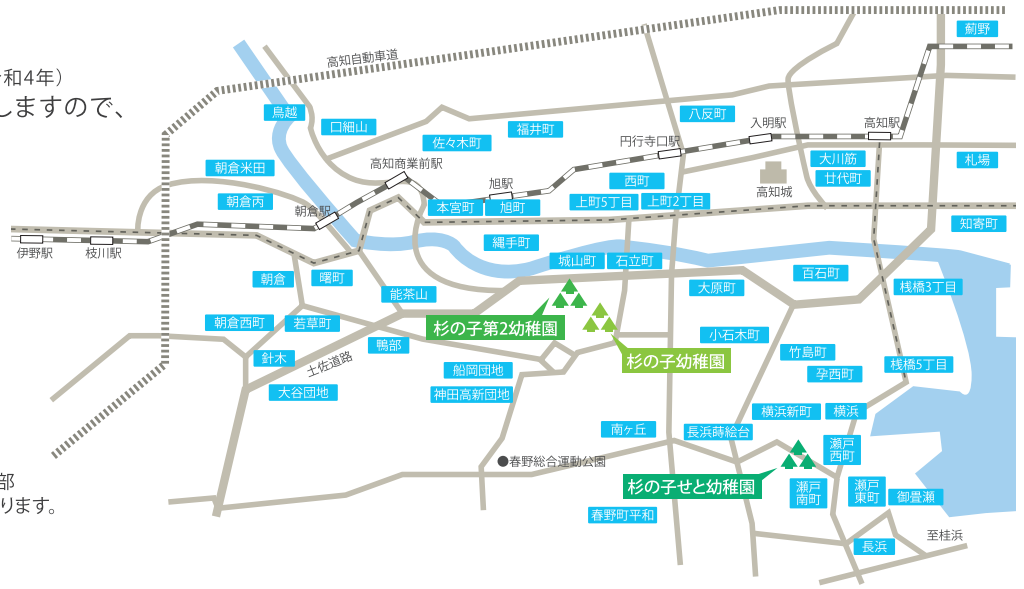 薊野
高知自動車道
令和4年）
しますので、
鳥越
口細山
八反町
福井町
佐々木町
入明駅
高知駅
円行寺口駅
高知商業前駅
大川筋
札場
朝倉米田
廿代町
旭駅
西町
高知城
朝倉丙
本宮町
旭町
上町5丁目
上町2丁目
朝倉駅
知寄町
縄手町
伊野駅
枝川駅
城山町
石立町
百石町
朝倉
曙町
大原町
桟橋3丁目
能茶山
朝倉西町
若草町
杉の子第2幼稚園
小石木町
鴨部
竹島町
針木
土佐道路
杉の子幼稚園
桟橋5丁目
船岡団地
孕西町
大谷団地
神田高新団地
横浜新町
横浜
南ヶ丘
長浜蒔絵台
瀬戸
西町
春野総合運動公園
部
杉の子せと幼稚園
瀬戸
南町
瀬戸
東町
御畳瀬
ります。
春野町平和
至桂浜
長浜